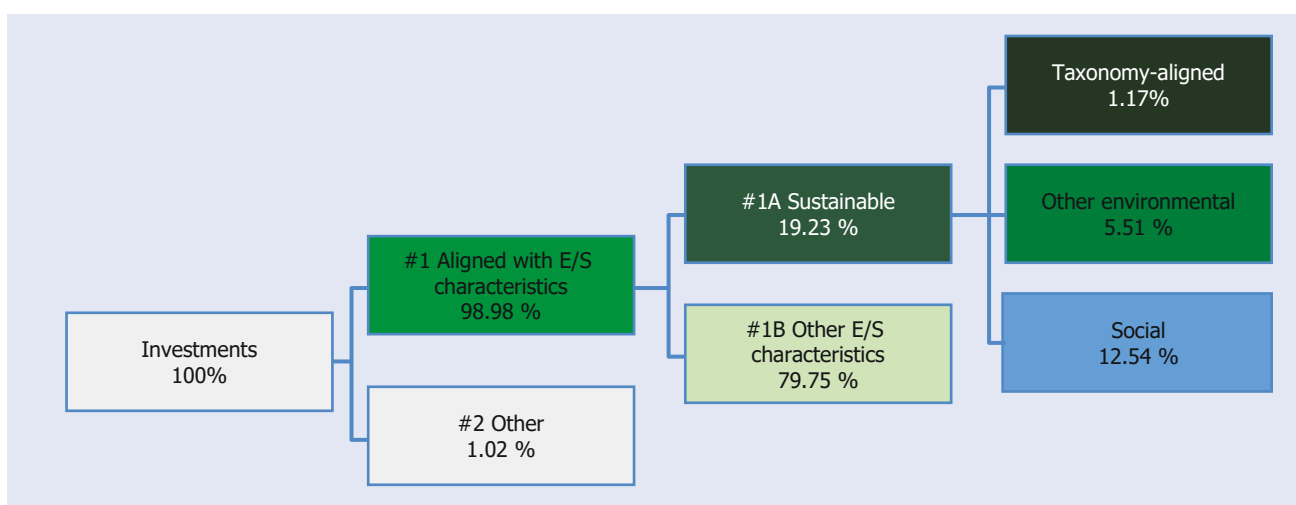 Investments
100%
#1 Aligned with E/S
characteristics
98.98 %
#2 Other
1.02 %
#1A Sustainable
19.23 %
#1B Other E/S
characteristics
79.75 %
Taxonomy-aligned
1.17%
Other environmental
5.51 %
Social
12.54 %